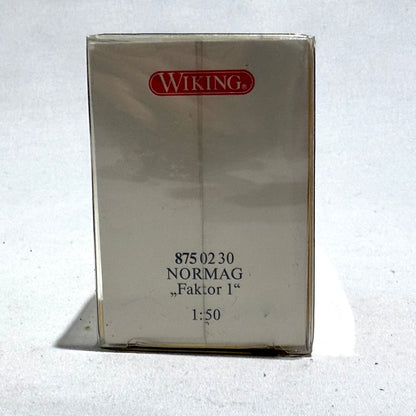 WIKING®
875 02 30
NORMAG
„Faktor 1“
1:50